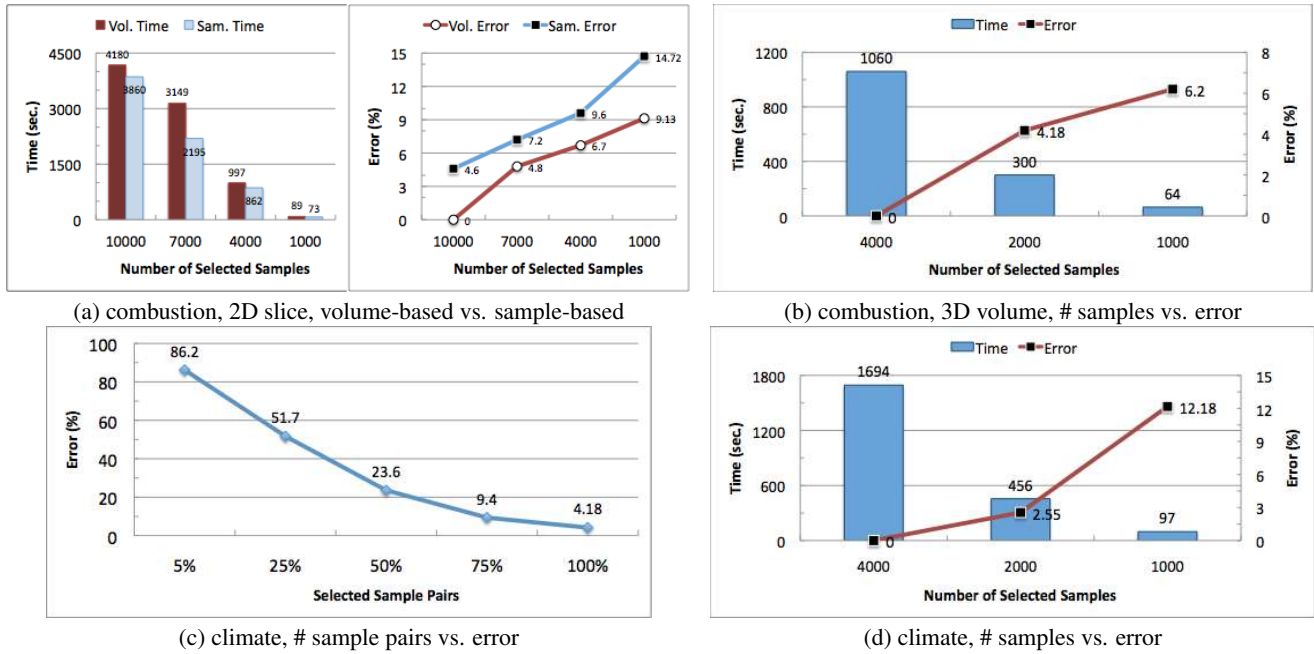 Vol. Time Sam. Time
4500
3000
1500
0
Time (sec.)
4180
3860
3149
2195
997
862
89 73
10000 7000 4000 1000
Number of Selected Samples
Vol. Error Sam. Error
15
12
9
6
3
0
Error (%)
14.72
9.6
9.13
7.2
6.7
4.6
4.8
0
10000 7000 4000 1000
Number of Selected Samples
(a) combustion, 2D slice, volume-based vs. sample-based
Time Error
1200
800
400
0
Time (sec.)
1060
300
64
0
4.18
6.2
8
6
4
2
0
Error (%)
4000 2000 1000
Number of Selected Samples
(b) combustion, 3D volume, # samples vs. error
100
80
60
40
20
0
Error (%)
86.2
51.7
23.6
9.4
4.18
5% 25% 50% 75% 100%
Selected Sample Pairs
(c) climate, # sample pairs vs. error
Time Error
1800
1200
600
0
Time (sec.)
1694
456
97
0
2.55
12.18
15
12
9
6
3
0
Error (%)
4000 2000 1000
Number of Selected Samples
(d) climate, # samples vs. error